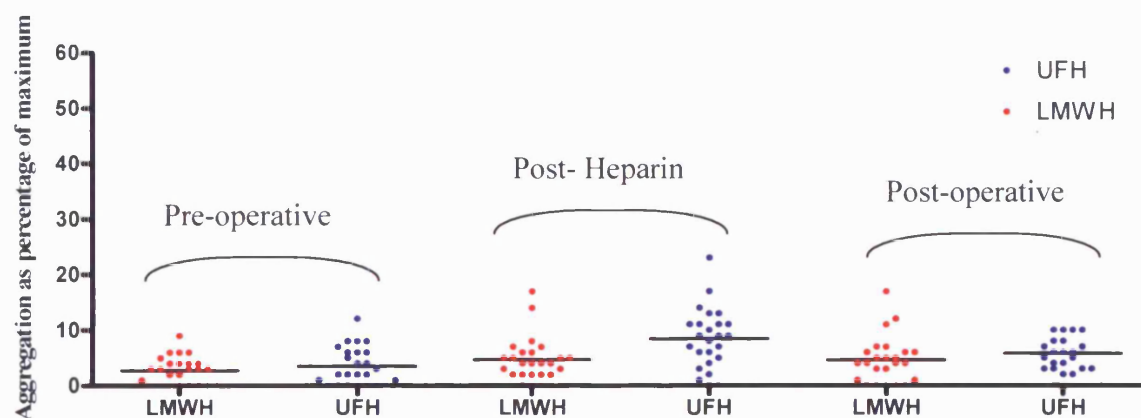 Aggregation as percentage of maximum
60
50
40
30
20
10
0
UFH
LMWH
Pre-operative
Post- Heparin
Post-operative
LMWH UFH LMWH UFH LMWH UFH